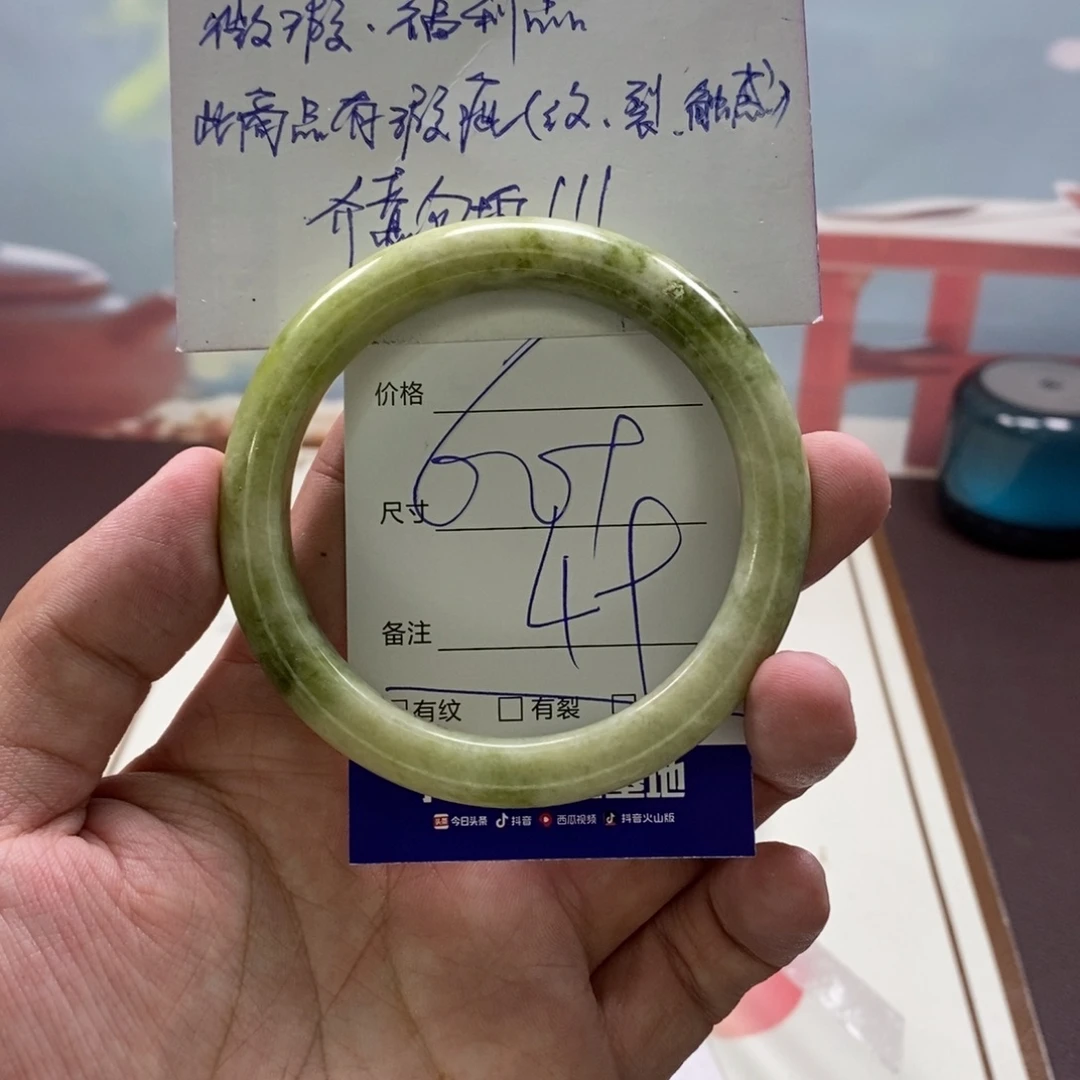 微瑕.福利品
此商品有瑕疵(纹、裂、触感)
介意勿拍!!!
价格
尺寸
备注
有纹 □有裂 □
基地
今日头条 抖音 西瓜视频 抖音火山版